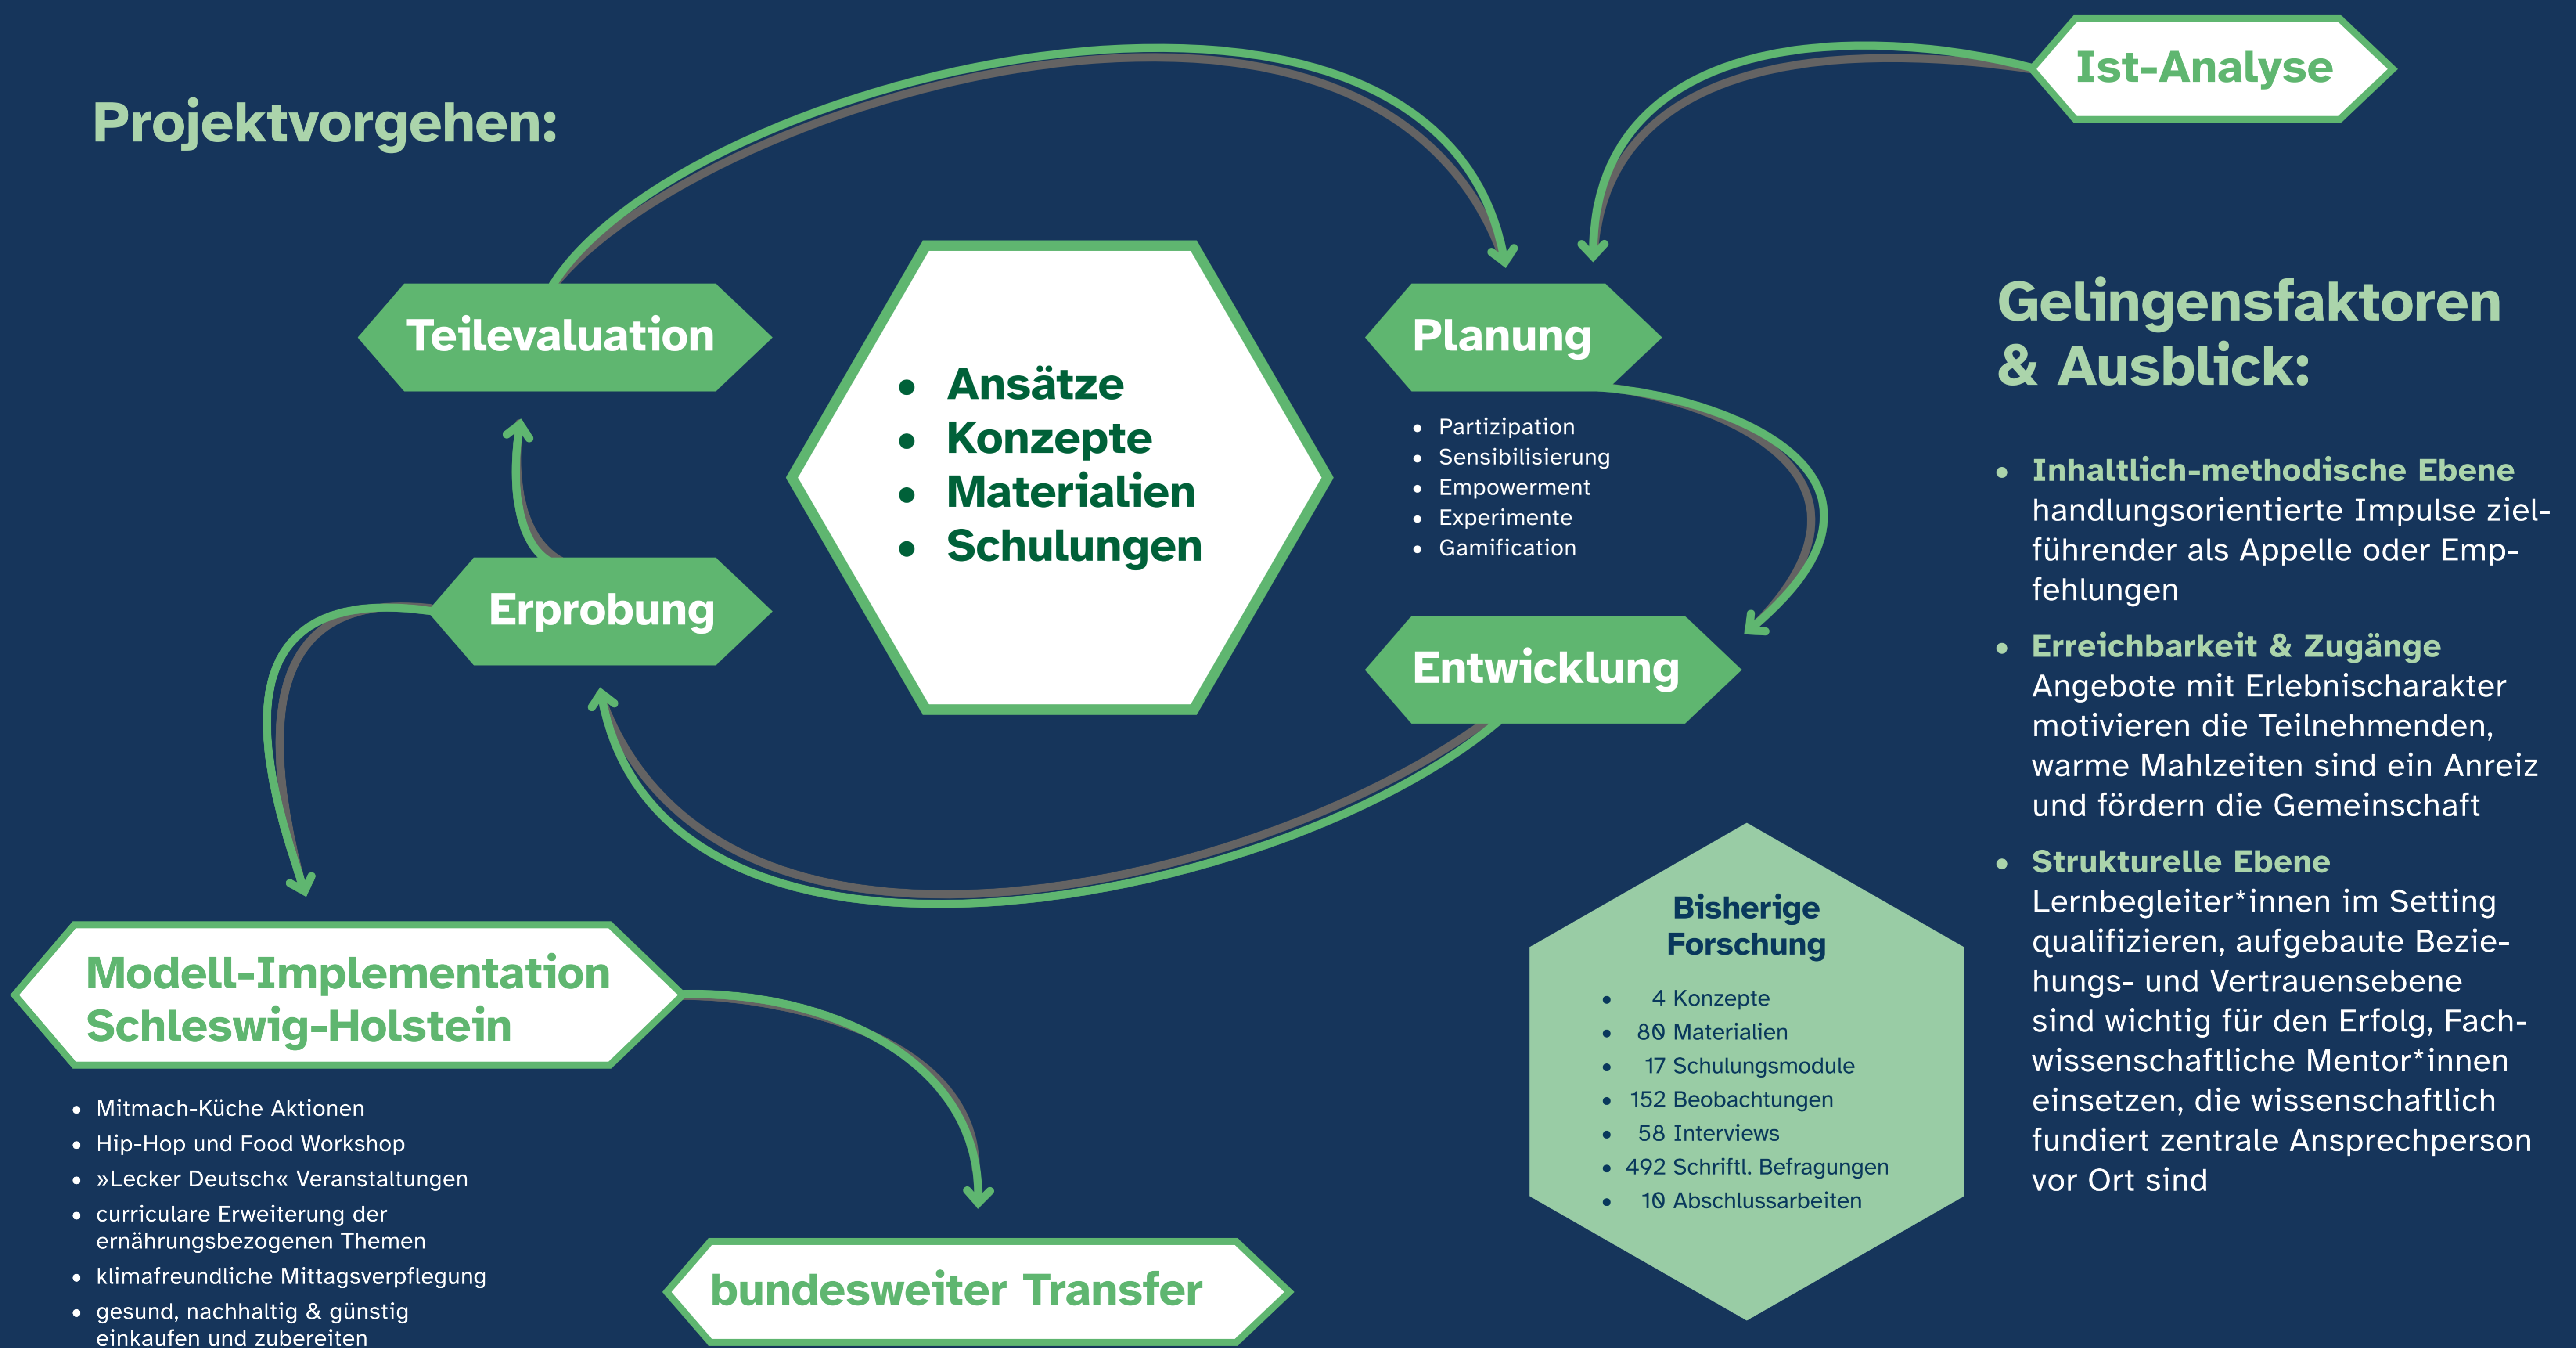 Projektvorgehen:
Ist-Analyse
Teilevaluation
Planung
• Partizipation
• Sensibilisierung
• Empowerment
• Experimente
• Gamification
• Ansätze
• Konzepte
• Materialien
• Schulungen
Erprobung
Entwicklung
Modell-Implementation
Schleswig-Holstein
• Mitmach-Küche Aktionen
• Hip-Hop und Food Workshop
• »Lecker Deutsch« Veranstaltungen
• curriculare Erweiterung der
ernährungsbezogenen Themen
• klimafreundliche Mittagsverpflegung
• gesund, nachhaltig & günstig
einkaufen und zubereiten
bundesweiter Transfer
Bisherige
Forschung
• 4 Konzepte
• 80 Materialien
• 17 Schulungsmodule
• 152 Beobachtungen
• 58 Interviews
• 492 Schriftl. Befragungen
• 10 Abschlussarbeiten
Gelingensfaktoren
& Ausblick:
• Inhaltlich-methodische Ebene
handlungsorientierte Impulse ziel-
führender als Appelle oder Emp-
fehlungen
• Erreichbarkeit & Zugänge
Angebote mit Erlebnischarakter
motivieren die Teilnehmenden,
warme Mahlzeiten sind ein Anreiz
und fördern die Gemeinschaft
• Strukturelle Ebene
Lernbegleiter*innen im Setting
qualifizieren, aufgebaute Bezie-
hungs- und Vertrauensebene
sind wichtig für den Erfolg, Fach-
wissenschaftliche Mentor*innen
einsetzen, die wissenschaftlich
fundiert zentrale Ansprechperson
vor Ort sind